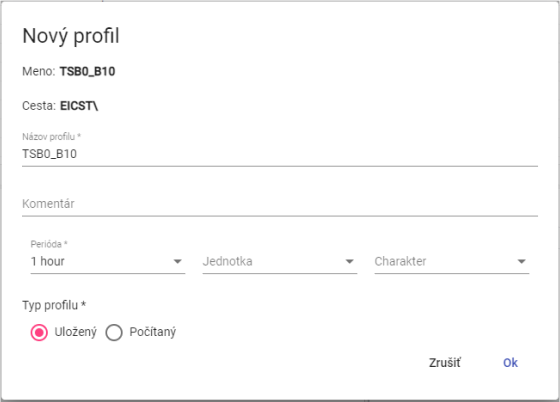 Nový profil
Meno: TSB0_B10
Cesta: EICST\
Názov profilu *
TSB0_B10
Komentár
Perióda *
1 hour Jednotka Charakter
Typ profilu *
Uložený Počítaný
Zrušiť Ok